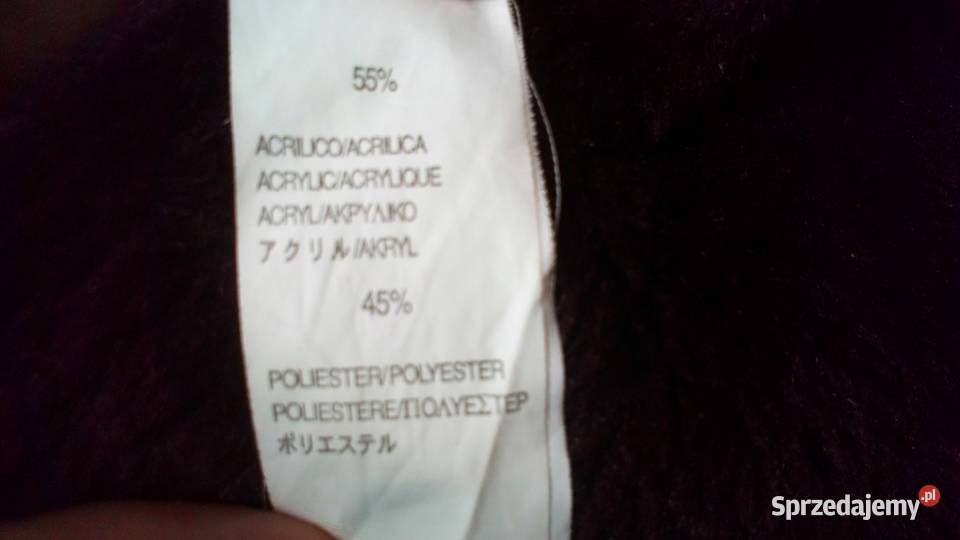 55%
ACRILICO/ACRILICA
ACRYLIC/ACRYLIQUE
ACRYL/ΑΚΡΥΛΙΚΟ
アクリル/AKRYL
45%
POLIESTER/POLYESTER
POLIESTERE/ΠΟΛΥΕΣΤΕΡ
ポリエステル
Sprzedajemy.pl